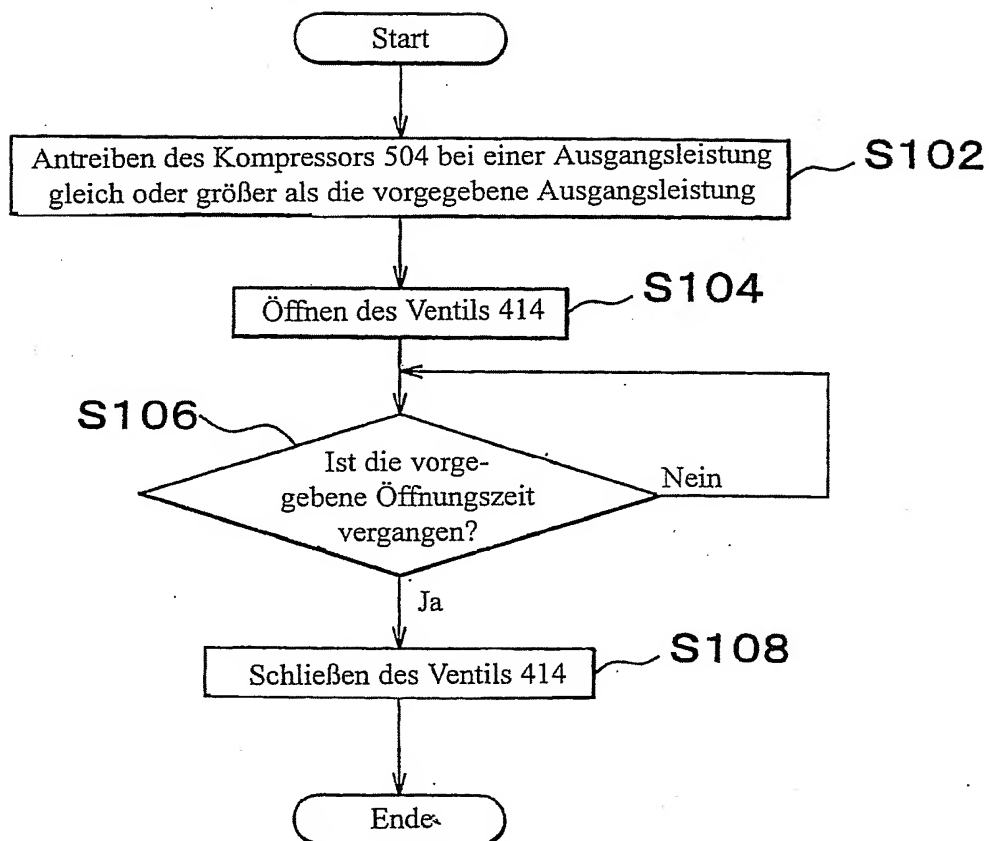 Start
Antreiben des Kompressors 504 bei einer Ausgangsleistung
gleich oder größer als die vorgegebene Ausgangsleistung
S102
Öffnen des Ventils 414
S104
S106
Ist die vorge-
gebene Öffnungszeit
vergangen?
Nein
Ja
Schließen des Ventils 414
S108
Ende